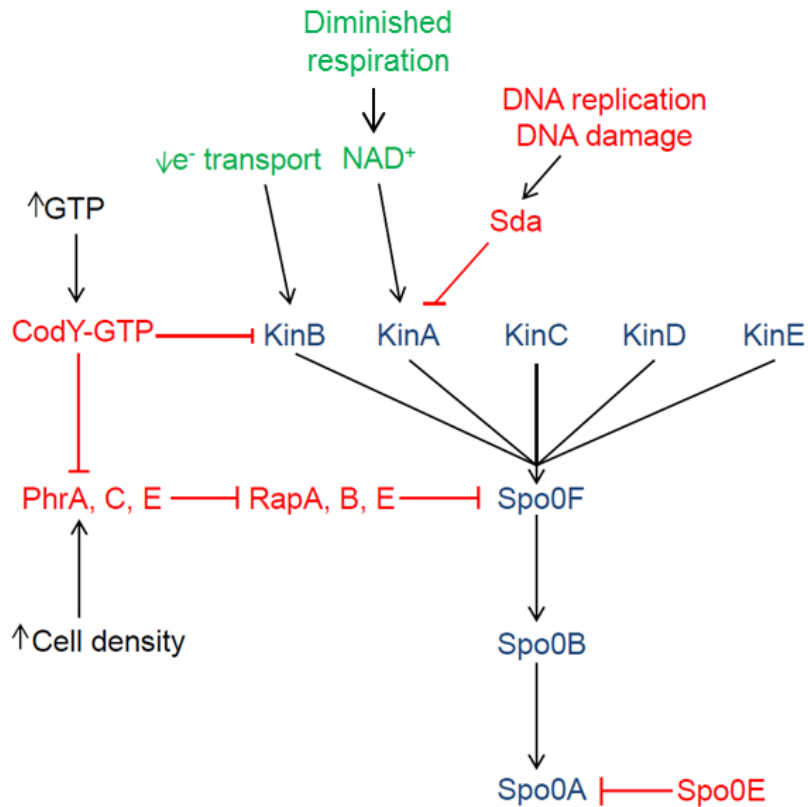 Diminished
respiration
DNA replication
DNA damage
↓e⁻ transport NAD⁺
↑GTP
Sda
CodY-GTP KinB KinA KinC KinD KinE
PhrA, C, E RapA, B, E Spo0F
↑Cell density
Spo0B
Spo0A Spo0E